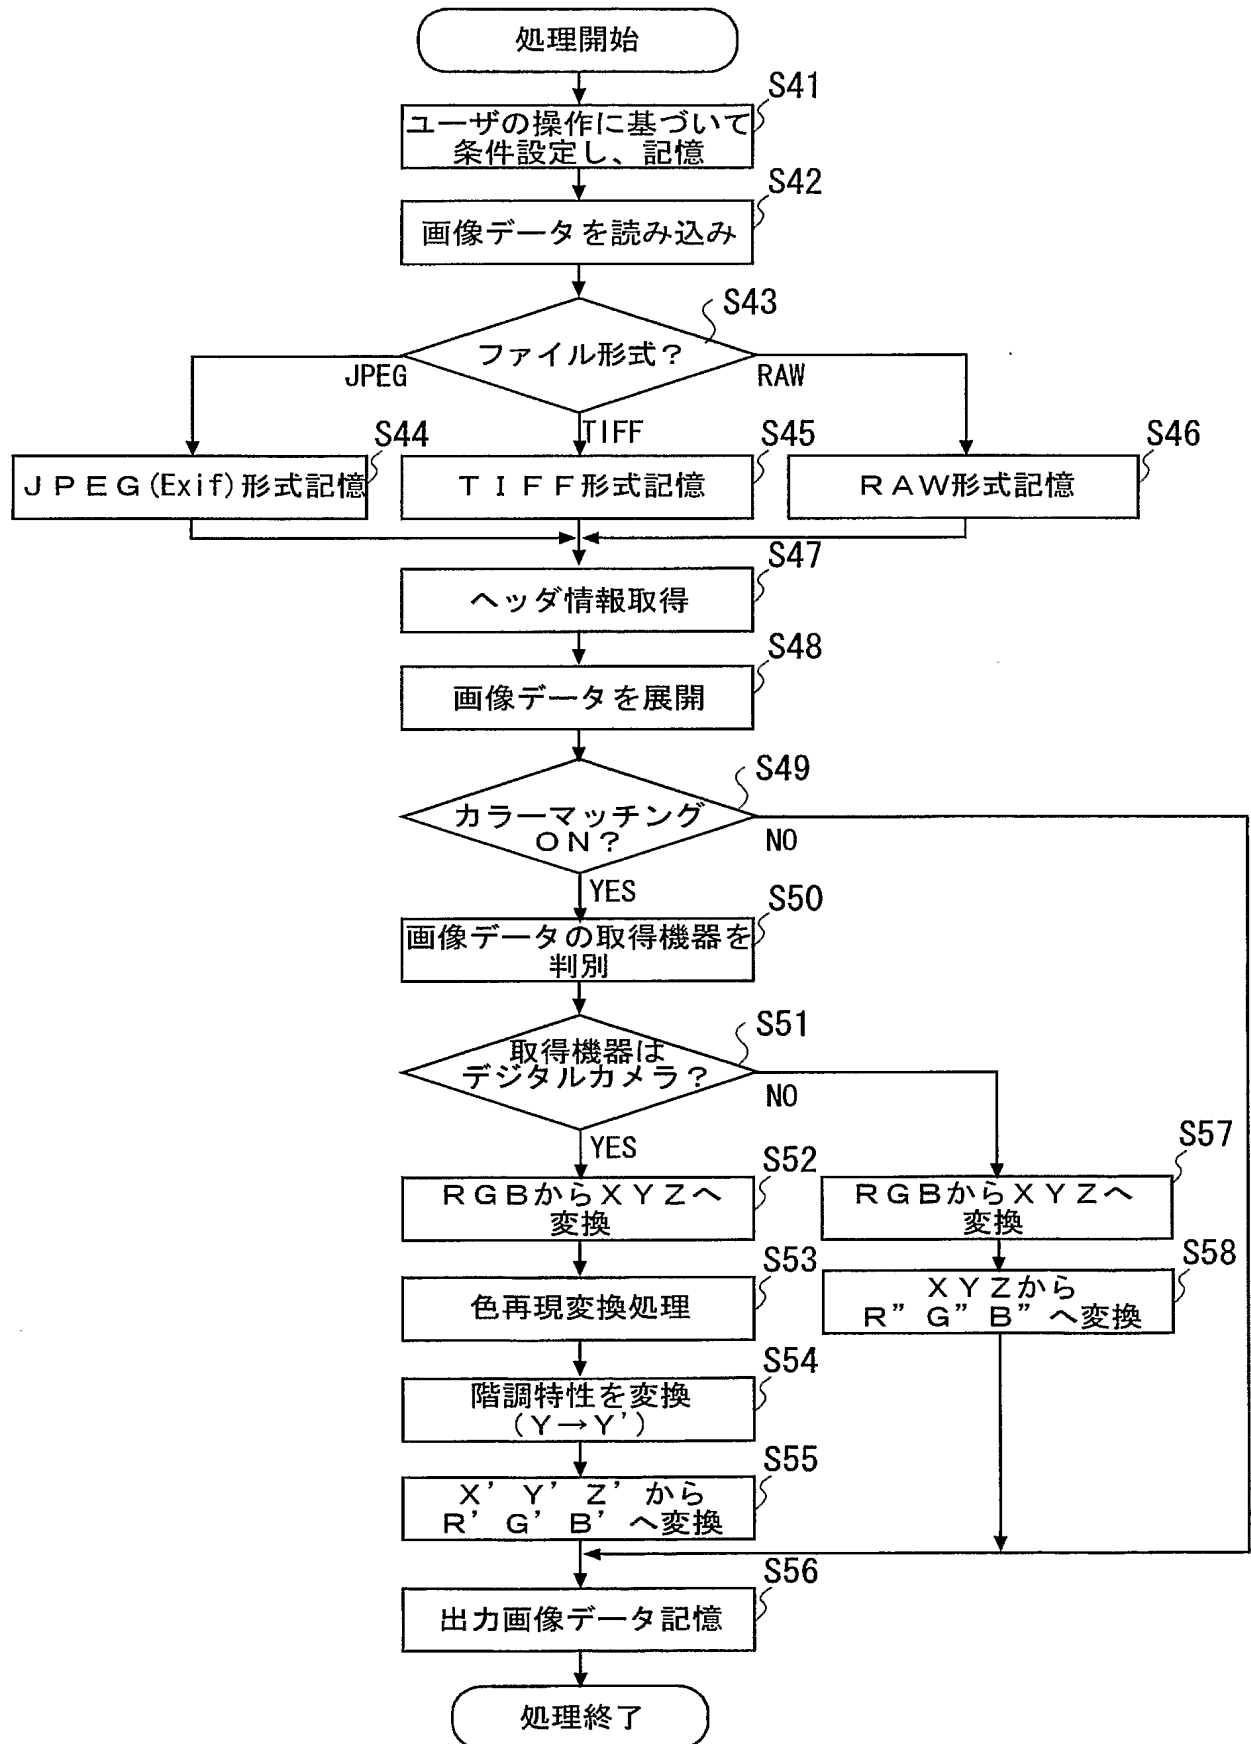 処理開始
S41
ユーザの操作に基づいて
条件設定し、記憶
S42
画像データを読み込み
S43
ファイル形式？
JPEG
RAW
TIFF
S44
JPEG(Exif)形式記憶
S45
TIFF形式記憶
S46
RAW形式記憶
S47
ヘッダ情報取得
S48
画像データを展開
S49
カラーマッチング
ON？
NO
YES
S50
画像データの取得機器を
判別
S51
取得機器は
デジタルカメラ？
NO
YES
S52
RGBからXYZへ
変換
S57
RGBからXYZへ
変換
S53
色再現変換処理
S58
XYZから
R” G” B” へ変換
S54
階調特性を変換
(Y→Y')
S55
X’ Y’ Z’ から
R’ G’ B’ へ変換
S56
出力画像データ記憶
処理終了